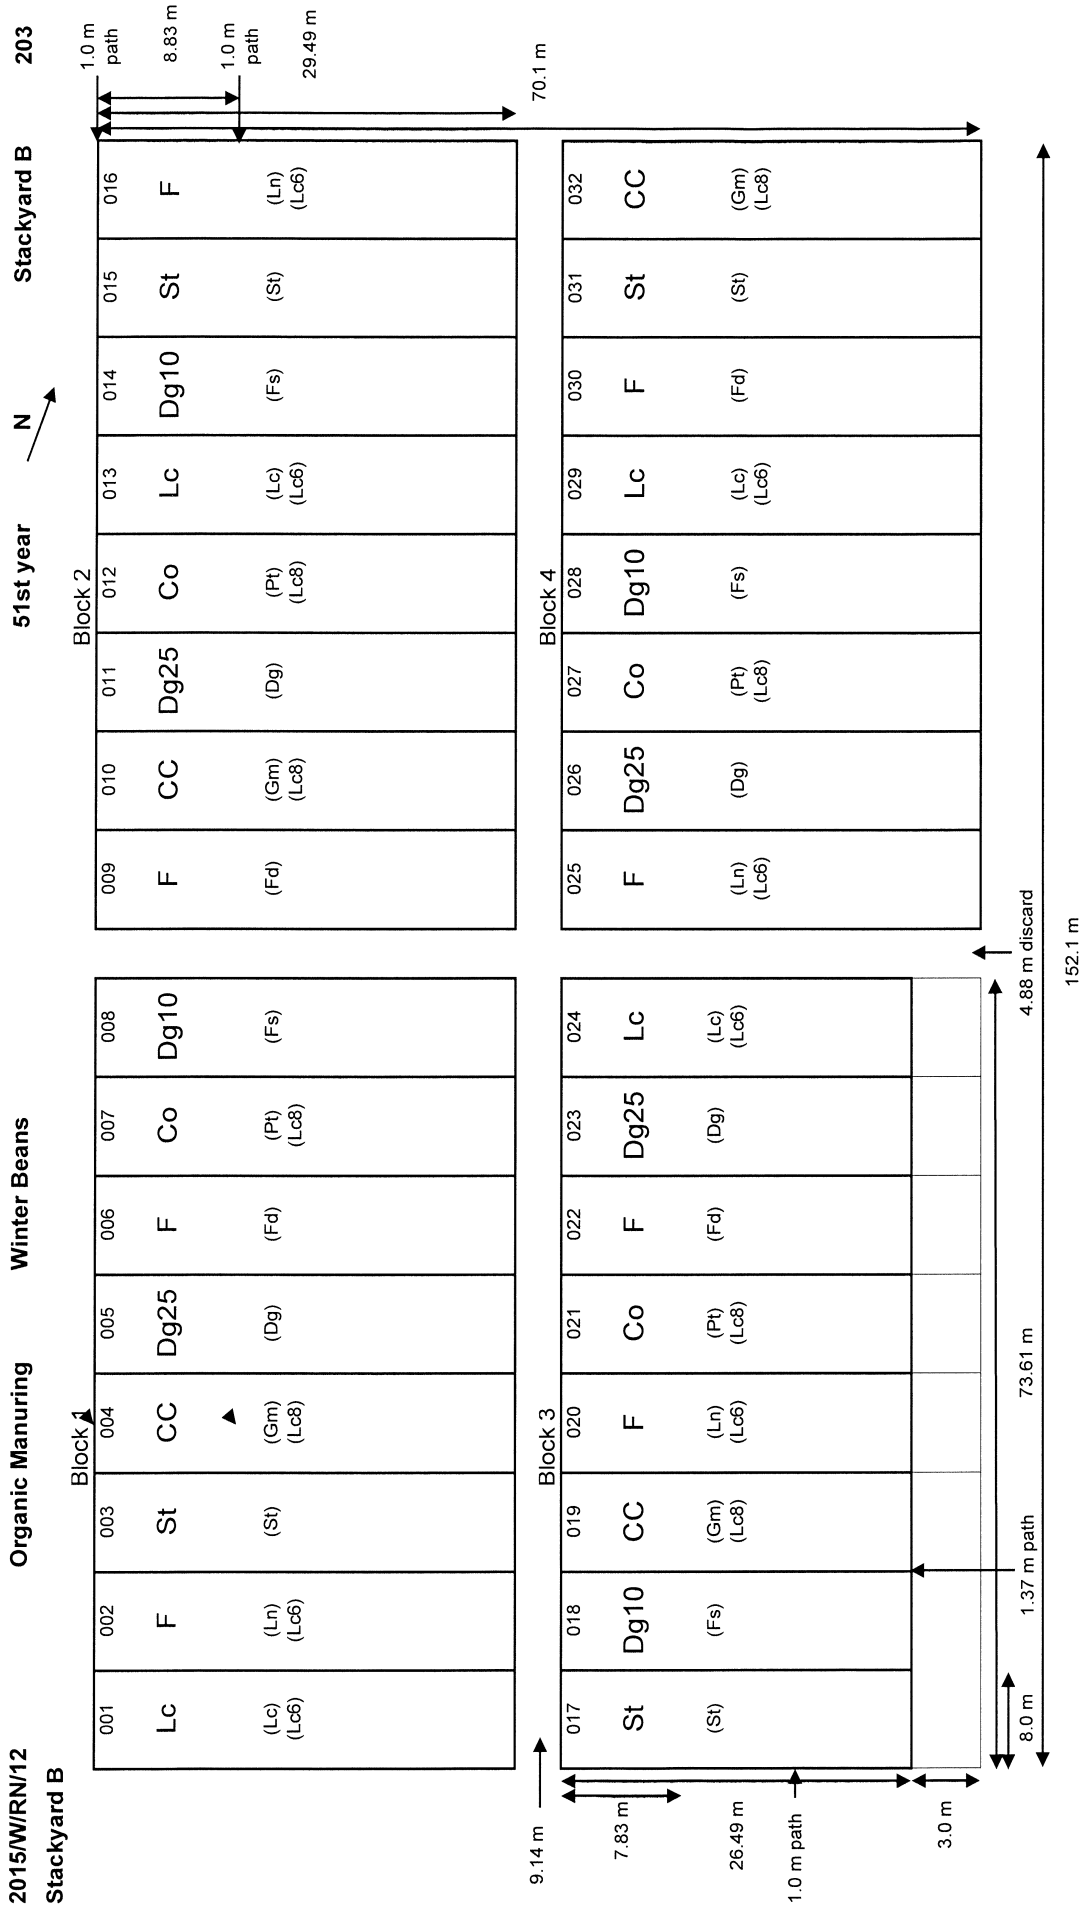 2015/W/RN/12 Organic Manuring Winter Beans 51st year N Stackyard B 203
Stackyard B
Block 1
001 002 003 004 005 006 007 008
Lc F St CC Dg25 F Co Dg10
(Lc) (Ln) (St) (Gm) (Dg) (Fd) (Pt) (Fs)
(Lc6) (Lc6) (Lc8) (Lc8)
Block 2
009 010 011 012 013 014 015 016
F CC Dg25 Co Lc Dg10 St F
(Fd) (Gm) (Dg) (Pt) (Lc) (Fs) (St) (Ln)
(Lc8) (Lc8) (Lc6) (Lc6)
1.0 m
path
8.83 m
1.0 m
path
29.49 m
70.1 m
9.14 m
Block 3
017 018 019 020 021 022 023 024
St Dg10 CC F Co F Dg25 Lc
(St) (Fs) (Gm) (Ln) (Pt) (Fd) (Dg) (Lc)
(Lc8) (Lc6) (Lc8) (Lc6)
Block 4
025 026 027 028 029 030 031 032
F Dg25 Co Dg10 Lc F St CC
(Ln) (Dg) (Pt) (Fs) (Lc) (Fd) (St) (Gm)
(Lc6) (Lc8) (Lc6) (Lc8)
7.83 m
26.49 m
1.0 m path
3.0 m
8.0 m
1.37 m path
73.61 m
4.88 m discard
152.1 m